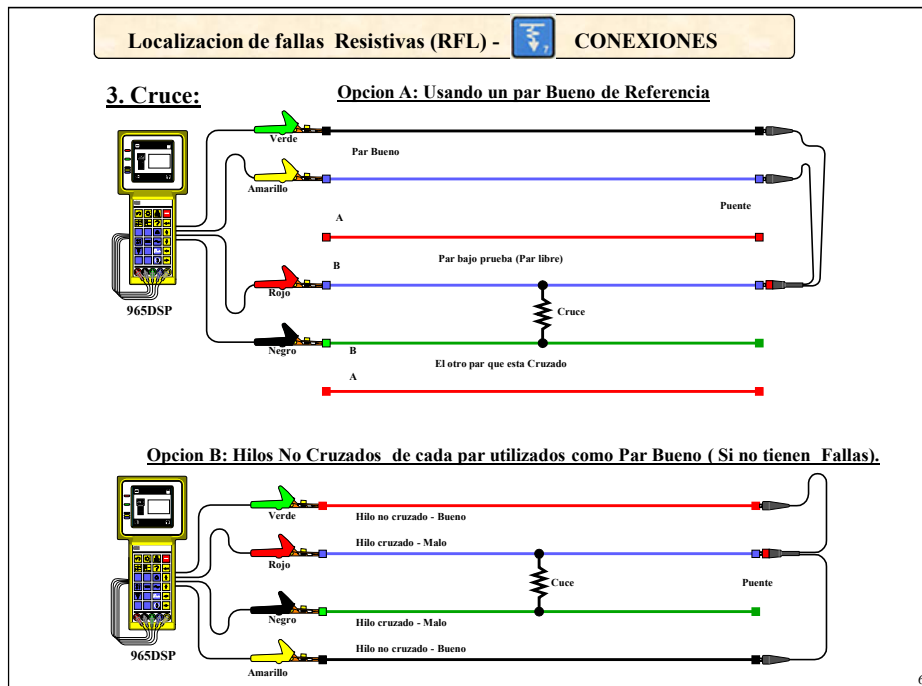 Localizacion de fallas Resistivas (RFL) - ? CONEXIONES
3. Cruce:
Opcion A: Usando un par Bueno de Referencia
Verde
Par Bueno
Amarillo
Puente
A
B
Par bajo prueba (Par libre)
Rojo
Cruce
965DSP
Negro
B
El otro par que esta Cruzado
A
Opcion B: Hilos No Cruzados de cada par utilizados como Par Bueno ( Si no tienen Fallas).
Verde
Hilo no cruzado - Bueno
Hilo cruzado - Malo
Rojo
Cuce
Puente
Negro
Hilo cruzado - Malo
965DSP
Hilo no cruzado - Bueno
Amarillo
6